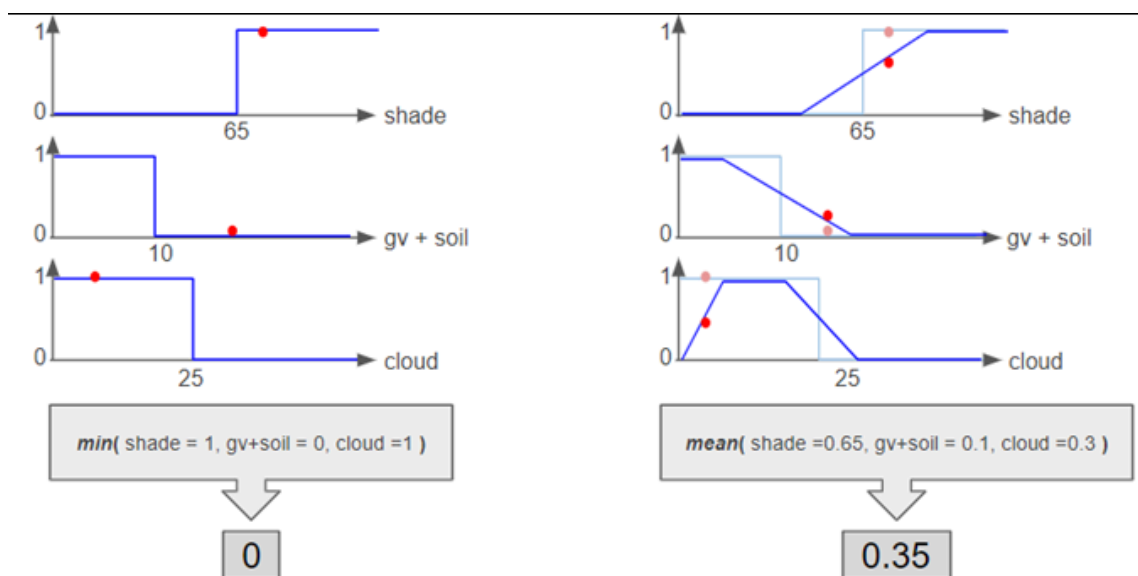 1
0
shade
65
1
0
gv + soil
10
1
0
cloud
25
min( shade = 1, gv+soil = 0, cloud =1 )
0
1
0
shade
65
1
0
gv + soil
10
1
0
cloud
25
mean( shade =0.65, gv+soil = 0.1, cloud =0.3 )
0.35